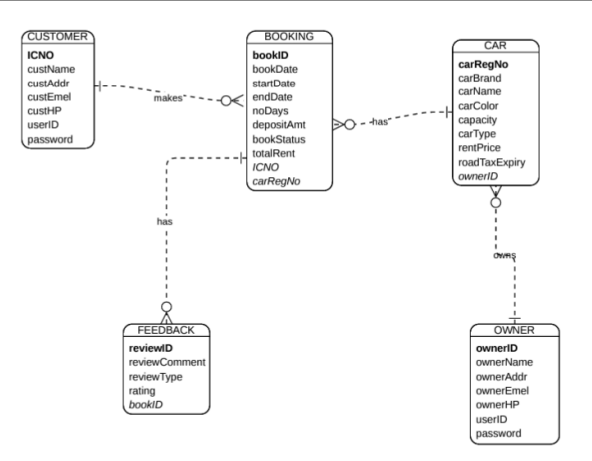 CUSTOMER
ICNO
custName
custAddr
custEmel
custHP
userID
password
makes
BOOKING
bookID
bookDate
startDate
endDate
noDays
depositAmt
bookStatus
totalRent
ICNO
carRegNo
has
CAR
carRegNo
carBrand
carName
carColor
capacity
carType
rentPrice
roadTaxExpiry
ownerID
has
owns
FEEDBACK
reviewID
reviewComment
reviewType
rating
bookID
OWNER
ownerID
ownerName
ownerAddr
ownerEmel
ownerHP
userID
password